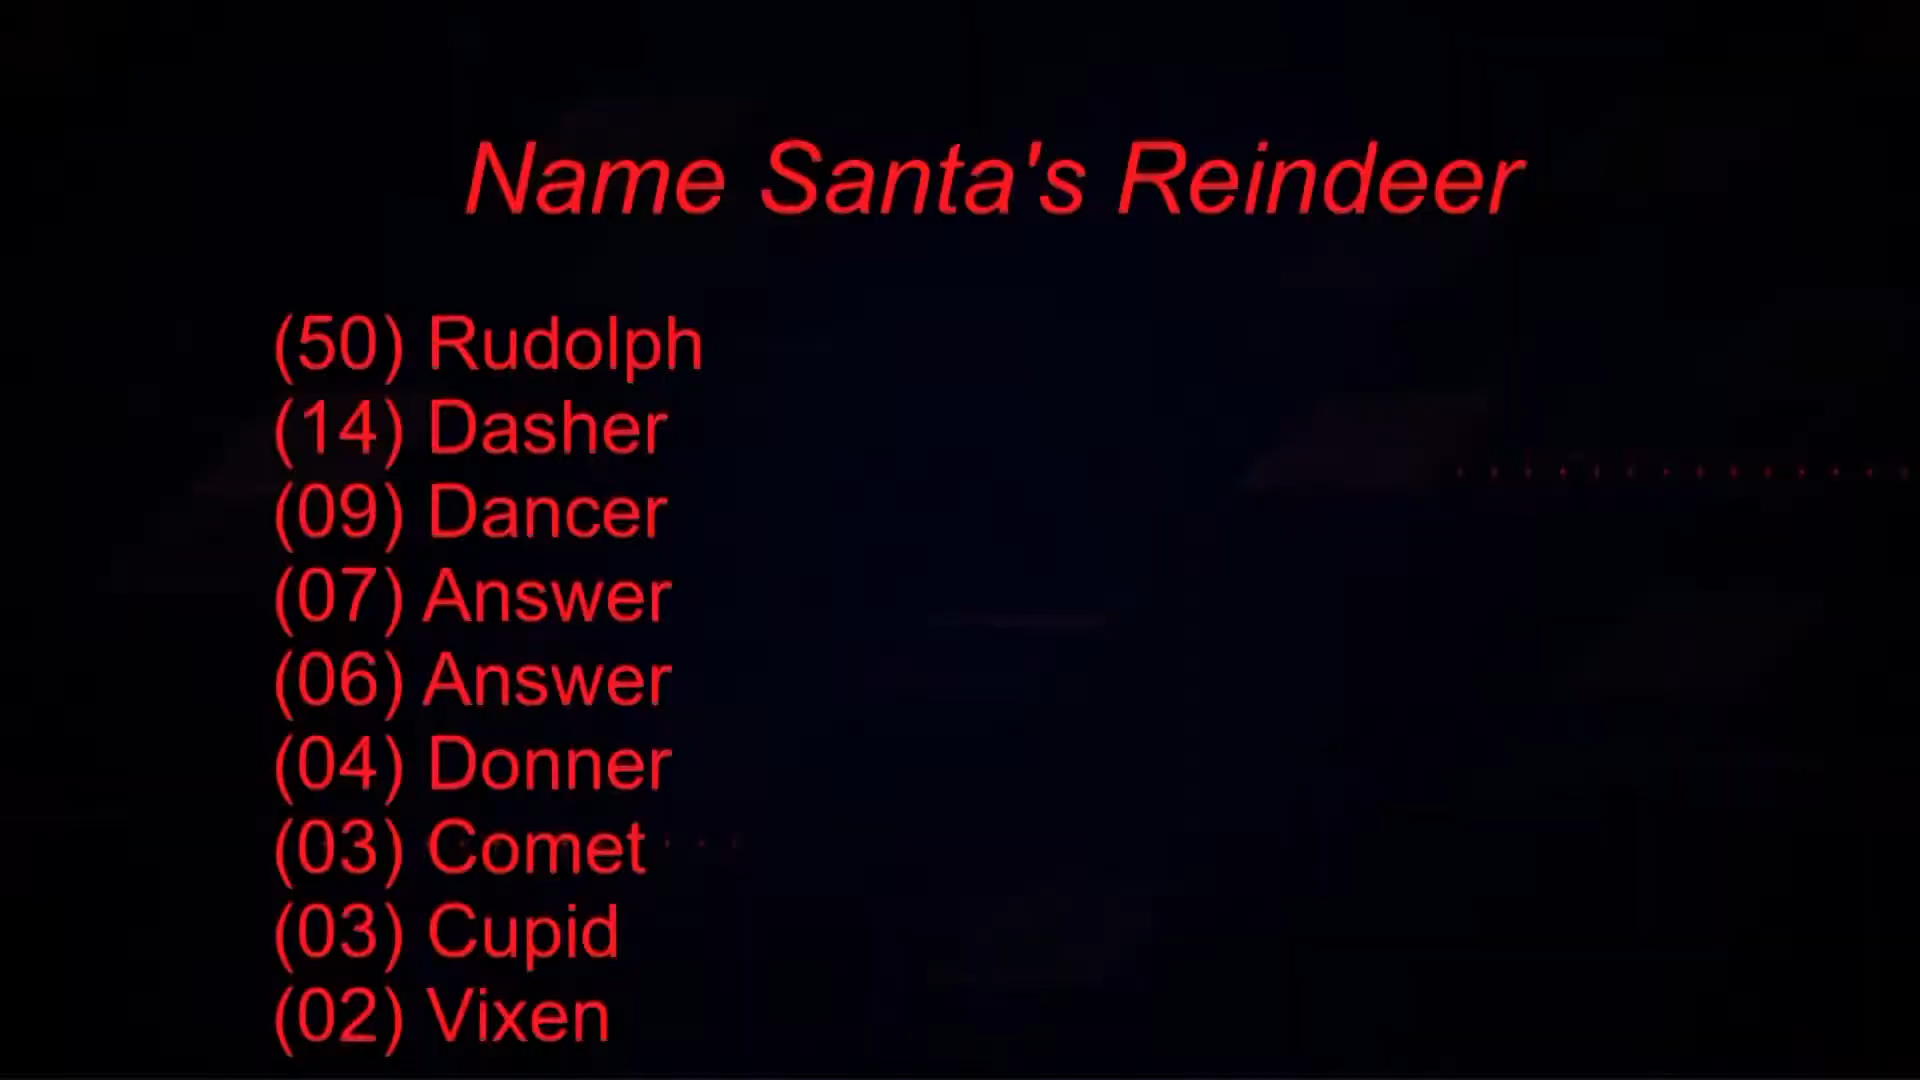 Name Santa's Reindeer
(50) Rudolph
(14) Dasher
(09) Dancer
(07) Answer
(06) Answer
(04) Donner
(03) Comet
(03) Cupid
(02) Vixen